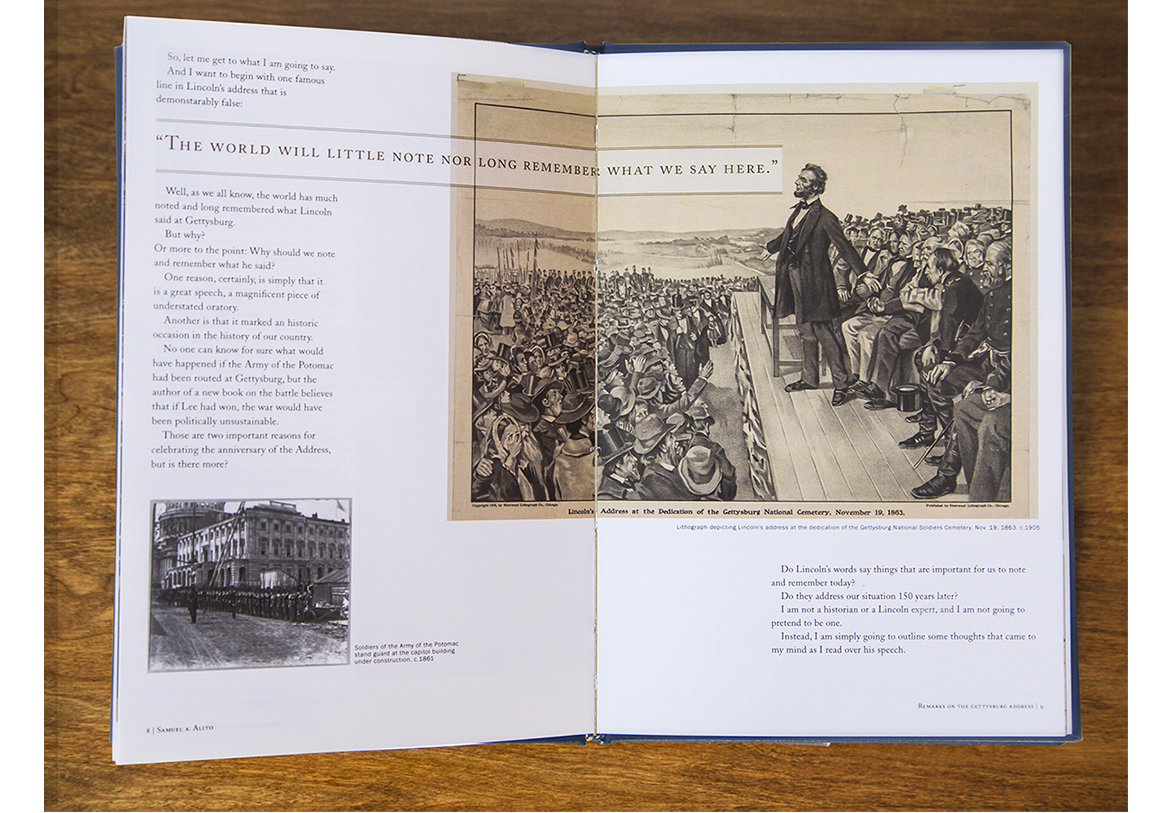 So, let me get to what I am going to say.
And I want to begin with one famous
line in Lincoln's address that is
demonstarably false:
“The world will little note nor long remember what we say here.”
Well, as we all know, the world has much
noted and long remembered what Lincoln
said at Gettysburg.
But why?
Or more to the point: Why should we note
and remember what he said?
One reason, certainly, is simply that it
is a great speech, a magnificent piece of
understated oratory.
Another is that it marked an historic
occasion in the history of our country.
No one can know for sure what would
have happened if the Army of the Potomac
had been routed at Gettysburg, but the
author of a new book on the battle believes
that if Lee had won, the war would have
been politically unsustainable.
Those are two important reasons for
celebrating the anniversary of the Address,
but is there more?
Soldiers of the Army of the Potomac
stand guard at the capitol building
under construction. c.1861
8 | Samuel A. Alito
Lincoln's Address at the Dedication of the Gettysburg National Cemetery, November 19, 1863.
Lithograph depicting Lincoln's address at the dedication of the Gettysburg National Soldiers Cemetery, Nov. 19, 1863. c.1905
Do Lincoln's words say things that are important for us to note
and remember today?
Do they address our situation 150 years later?
I am not a historian or a Lincoln expert, and I am not going to
pretend to be one.
Instead, I am simply going to outline some thoughts that came to
my mind as I read over his speech.
Remarks on the Gettysburg Address | 9